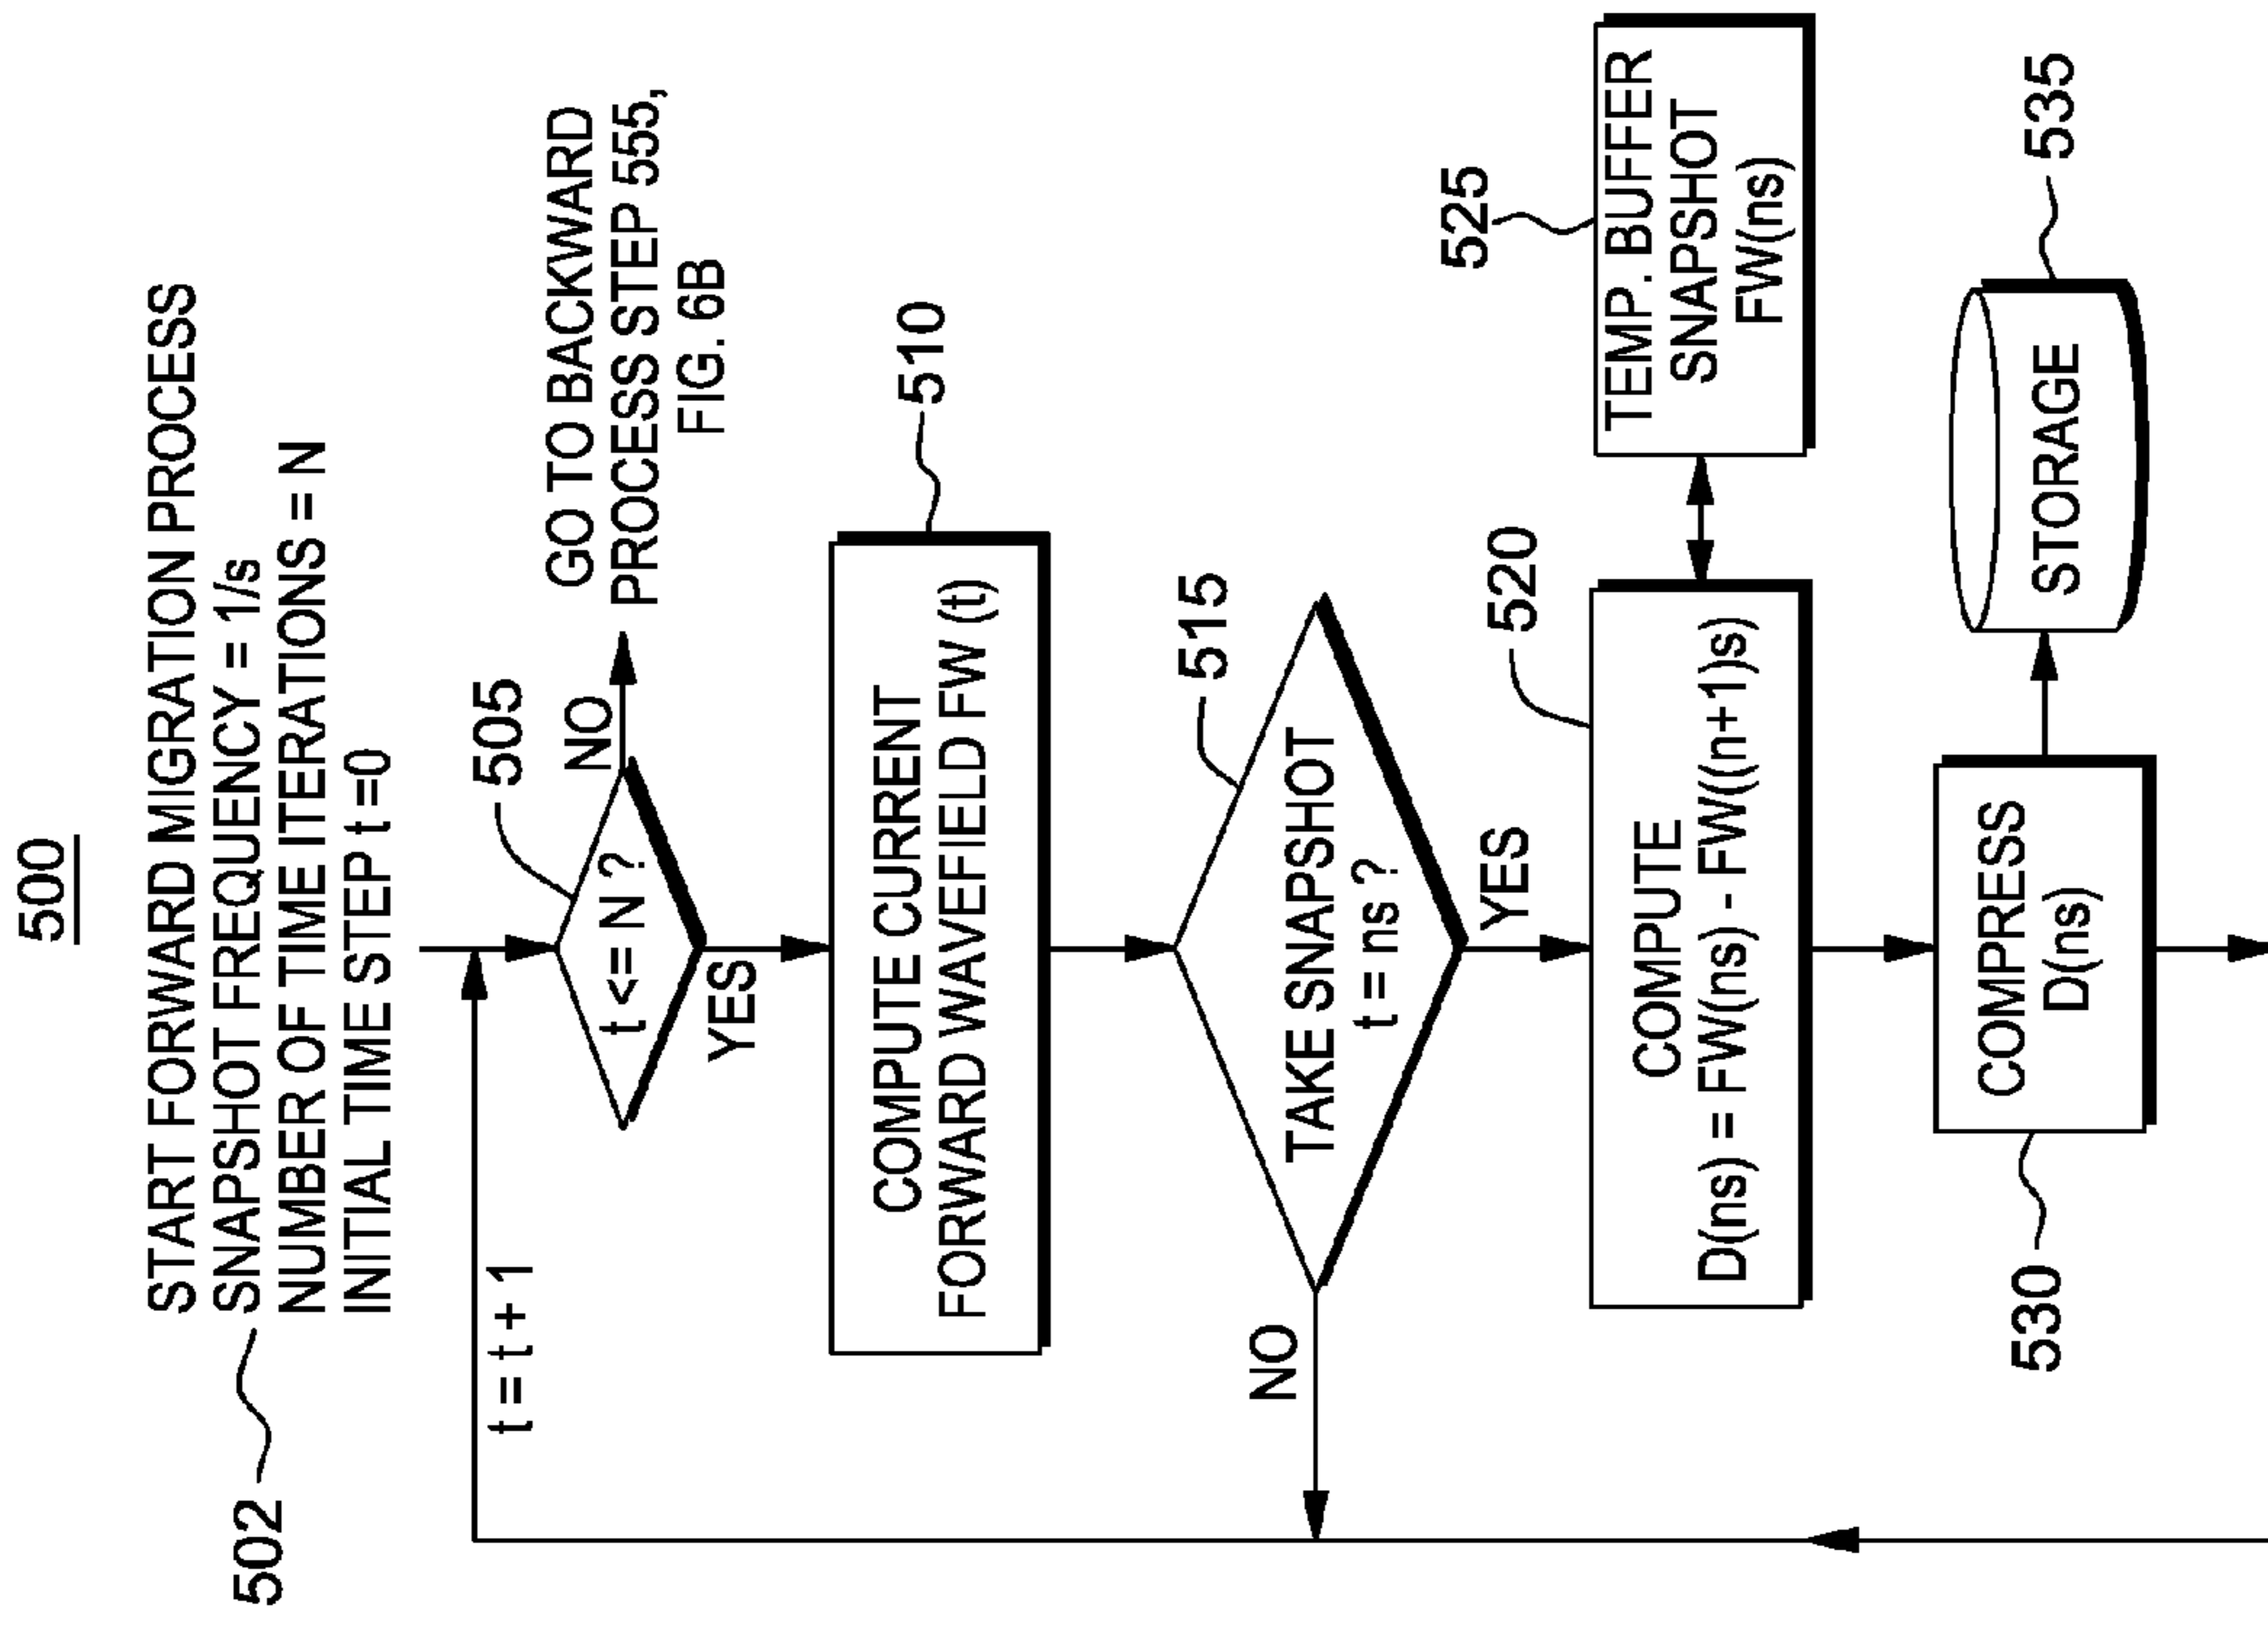 500
START FORWARD MIGRATION PROCESS
SNAPSHOT FREQUENCY = 1/s
NUMBER OF TIME ITERATIONS = N
INITIAL TIME STEP t =0
502
t = t + 1
505
t <= N ?
NO
GO TO BACKWARD
PROCESS STEP 555,
FIG. 6B
YES
510
COMPUTE CURRENT
FORWARD WAVEFIELD FW (t)
515
TAKE SNAPSHOT
t = ns ?
NO
YES
520
COMPUTE
D(ns) = FW(ns) - FW((n+1)s)
525
TEMP. BUFFER
SNAPSHOT
FW(ns)
530
COMPRESS
D(ns)
535
STORAGE